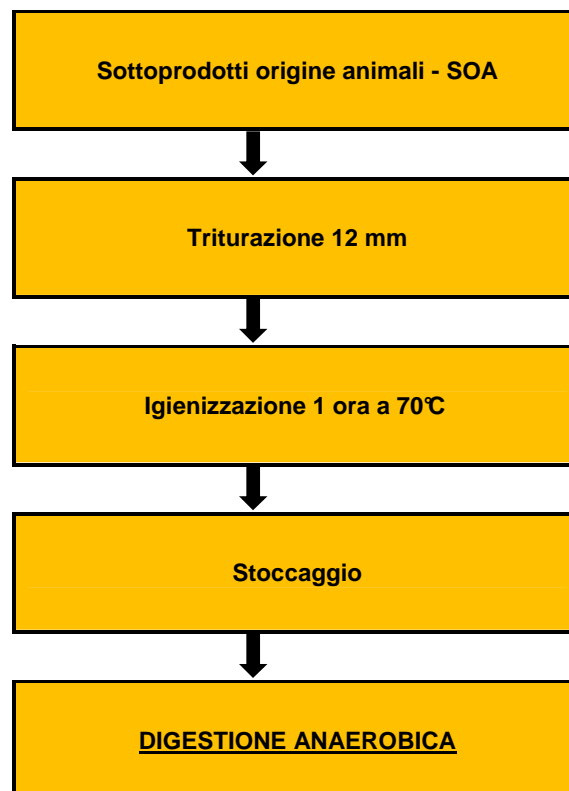 Sottoprodotti origine animali - SOA
Triturazione 12 mm
Igienizzazione 1 ora a 70°C
Stoccaggio
DIGESTIONE ANAEROBICA